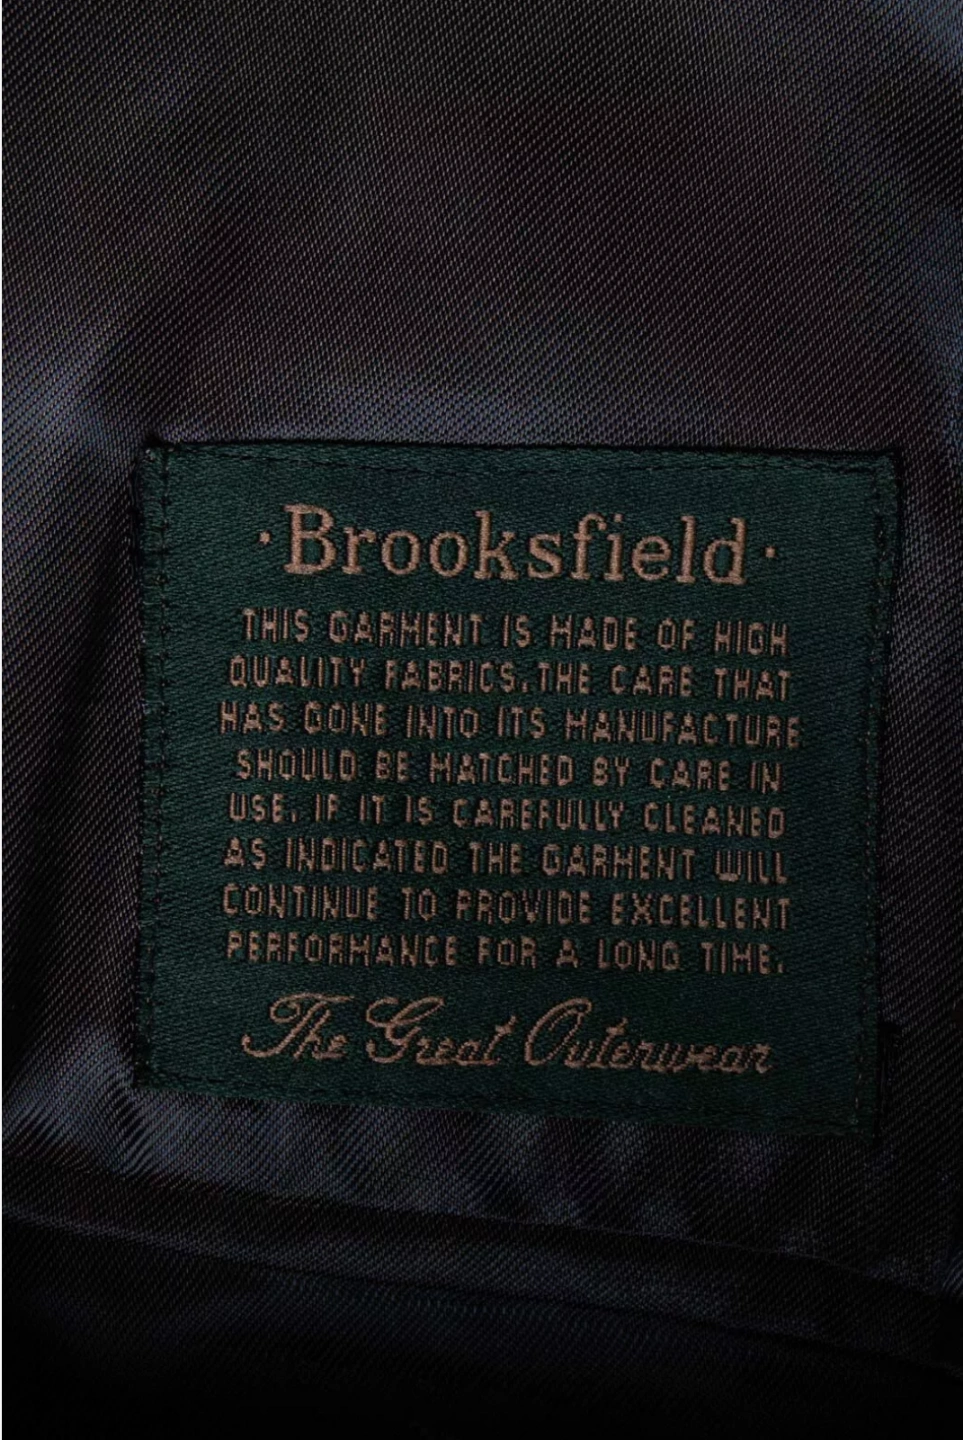 ·Brooksfield·
THIS GARMENT IS MADE OF HIGH
QUALITY FABRICS.THE CARE THAT
HAS GONE INTO ITS MANUFACTURE
SHOULD BE MATCHED BY CARE IN
USE. IF IT IS CAREFULLY CLEANED
AS INDICATED THE GARMENT WILL
CONTINUE TO PROVIDE EXCELLENT
PERFORMANCE FOR A LONG TIME.
The Great Outerwear